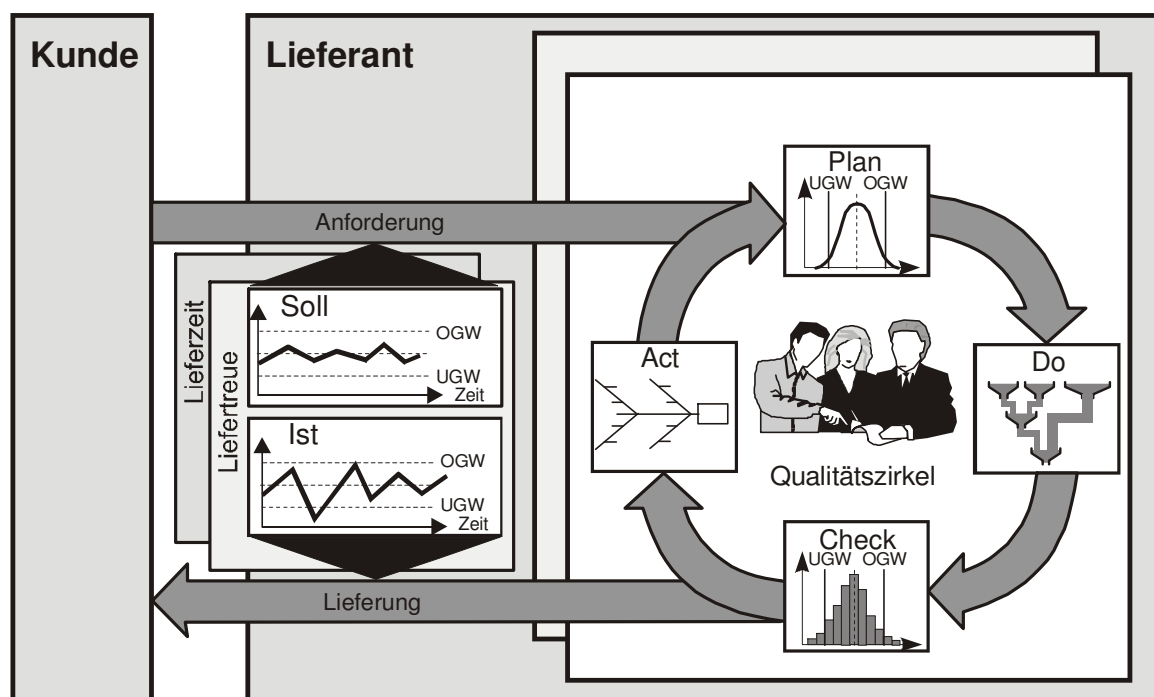 Kunde
Lieferant
Anforderung
Lieferzeit
Liefertreue
Soll
OGW
UGW
Zeit
Ist
OGW
UGW
Zeit
Lieferung
Plan
UGW OGW
Act
Do
Qualitätszirkel
Check
UGW OGW